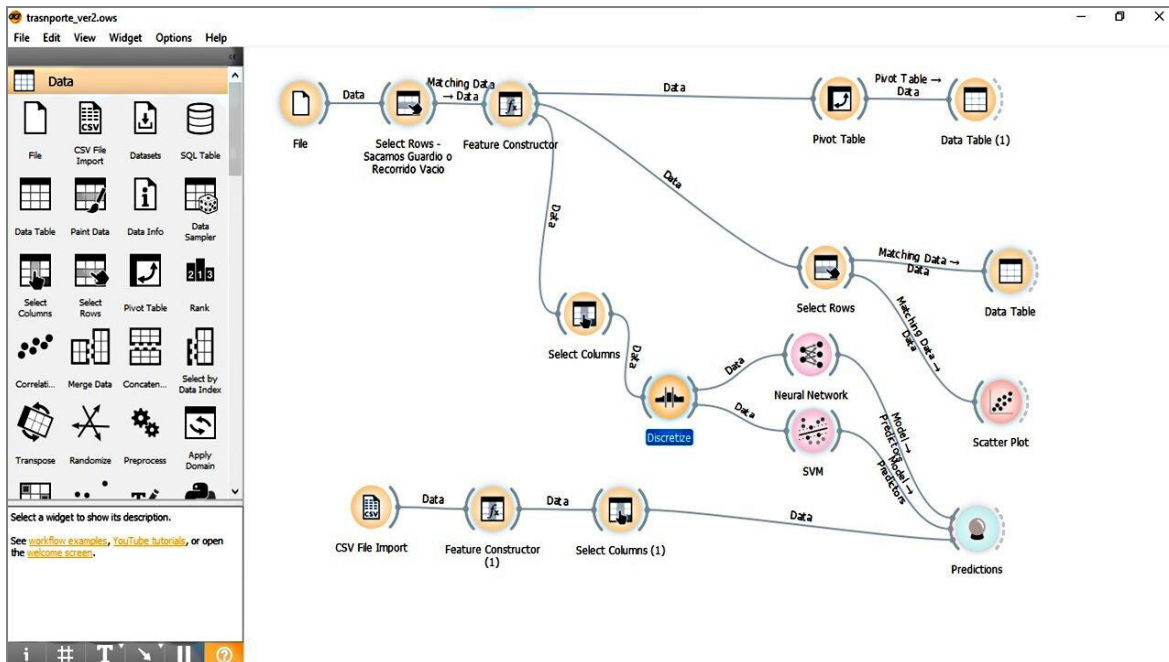 trasnporte_ver2.ows
File Edit View Widget Options Help
Data
File
CSV File
Import
Datasets
SQL Table
Data Table
Paint Data
Data Info
Data
Sampler
Select
Columns
Select
Rows
Pivot Table
Rank
Correlati...
Merge Data
Concaten...
Select by
Data Index
Transpose
Randomize
Preprocess
Apply
Domain
Select a widget to show its description.
See workflow examples, YouTube tutorials, or open
the welcome screen.
File
Data
Select Rows -
Sacamos Guardio o
Recorrido Vacio
Matching Data
→ Data
Feature Constructor
Data
Pivot Table
Pivot Table →
Data
Data Table (1)
Data
Select Rows
Matching Data →
Data
Data Table
Matching Data →
Data
Scatter Plot
Data
Select Columns
Data
Discretize
Data
Neural Network
Model →
Predictors
Data
SVM
Model →
Predictors
CSV
CSV File Import
Data
Feature Constructor
(1)
Data
Select Columns (1)
Data
Predictions